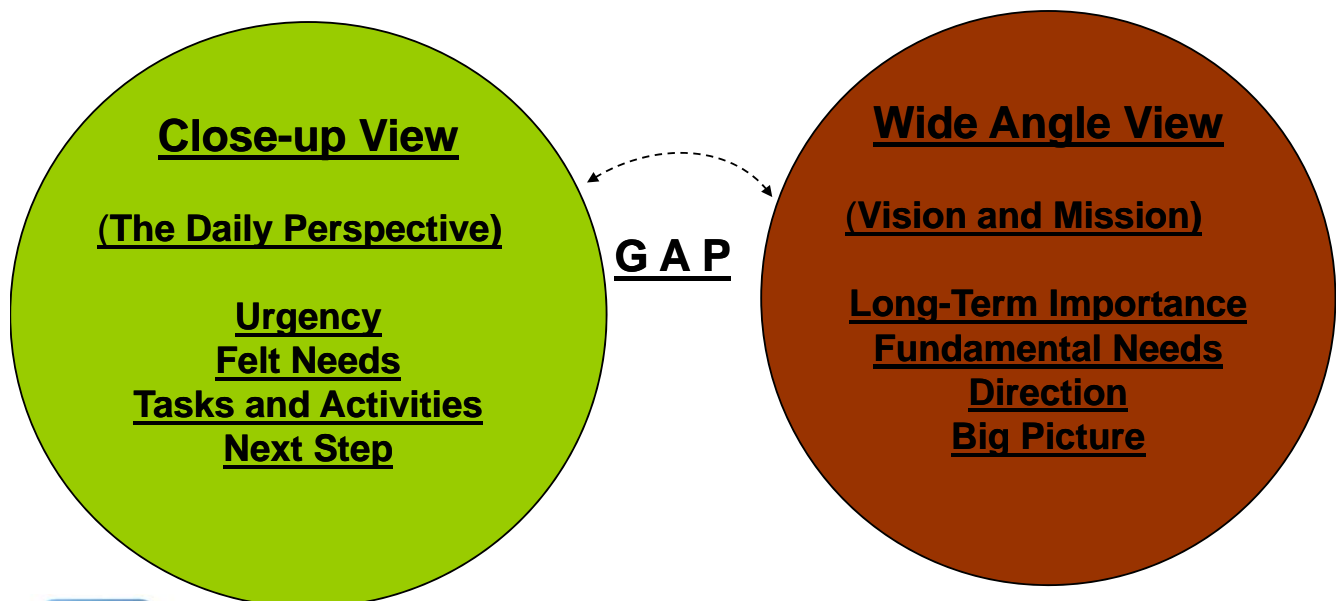 Close-up View
(The Daily Perspective)
Urgency
Felt Needs
Tasks and Activities
Next Step
G A P
Wide Angle View
(Vision and Mission)
Long-Term Importance
Fundamental Needs
Direction
Big Picture